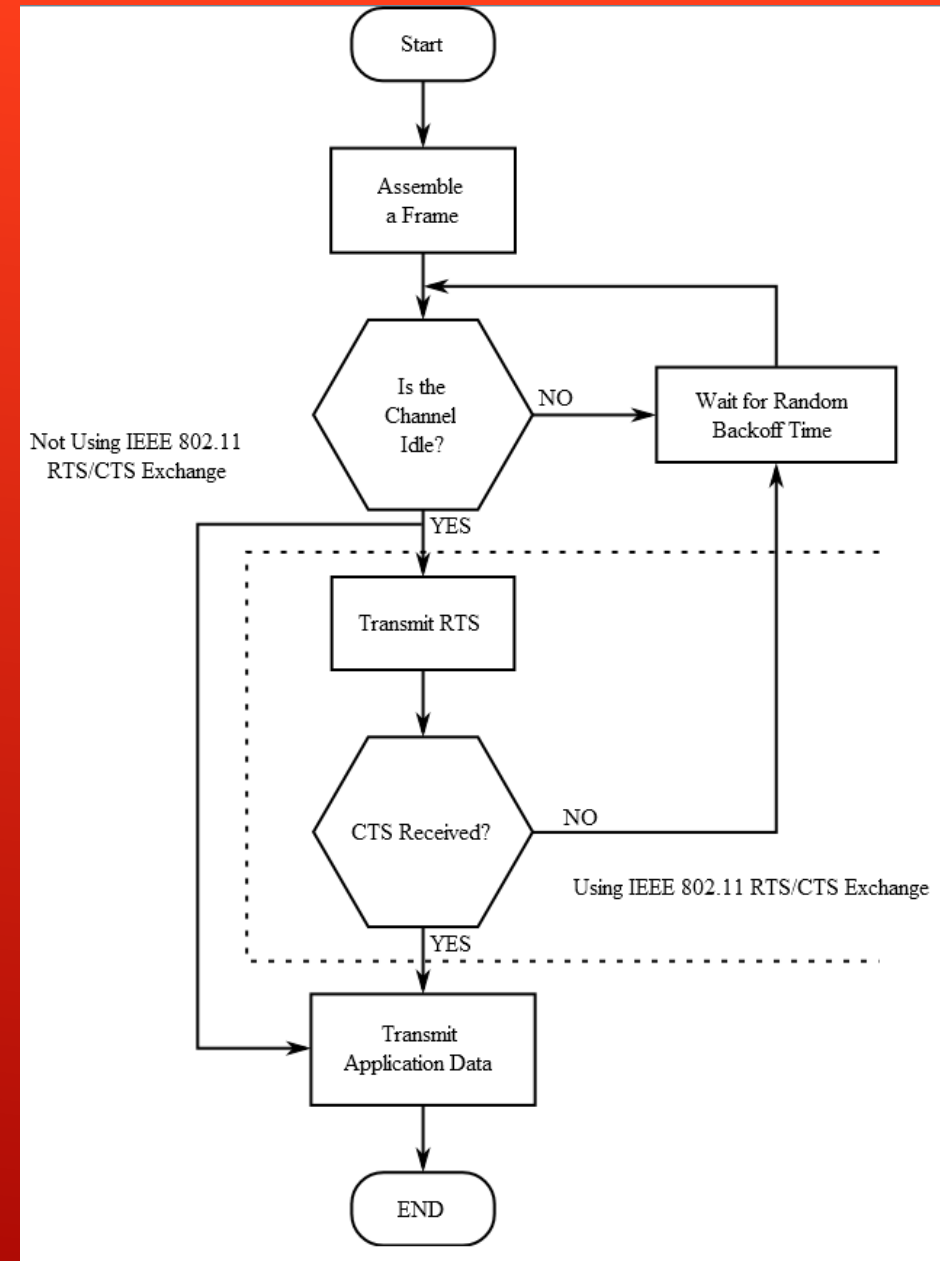 Start
Assemble
a Frame
Is the
Channel
Idle?
NO
Wait for Random
Backoff Time
Not Using IEEE 802.11
RTS/CTS Exchange
YES
Transmit RTS
CTS Received?
NO
Using IEEE 802.11 RTS/CTS Exchange
YES
Transmit
Application Data
END